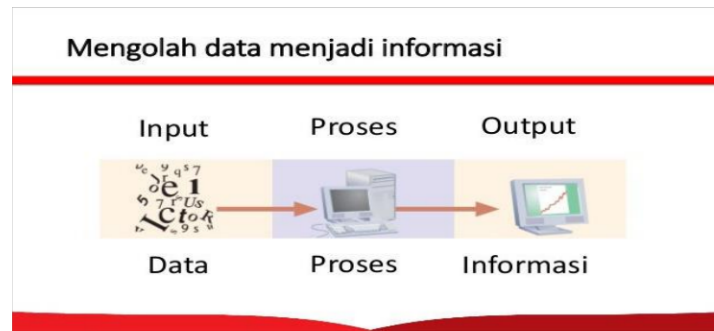 Mengolah data menjadi informasi
Input Proses Output
Data Proses Informasi